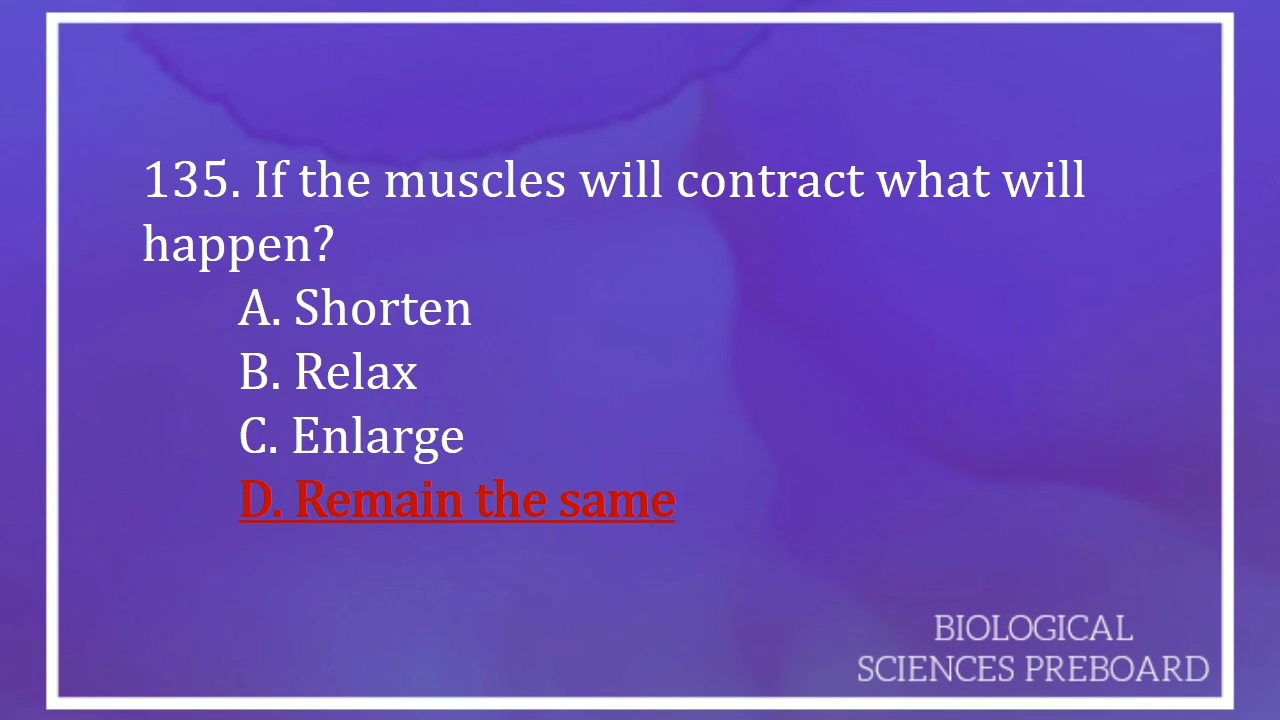 135. If the muscles will contract what will
happen?
A. Shorten
B. Relax
C. Enlarge
D. Remain the same
BIOLOGICAL
SCIENCES PREBOARD